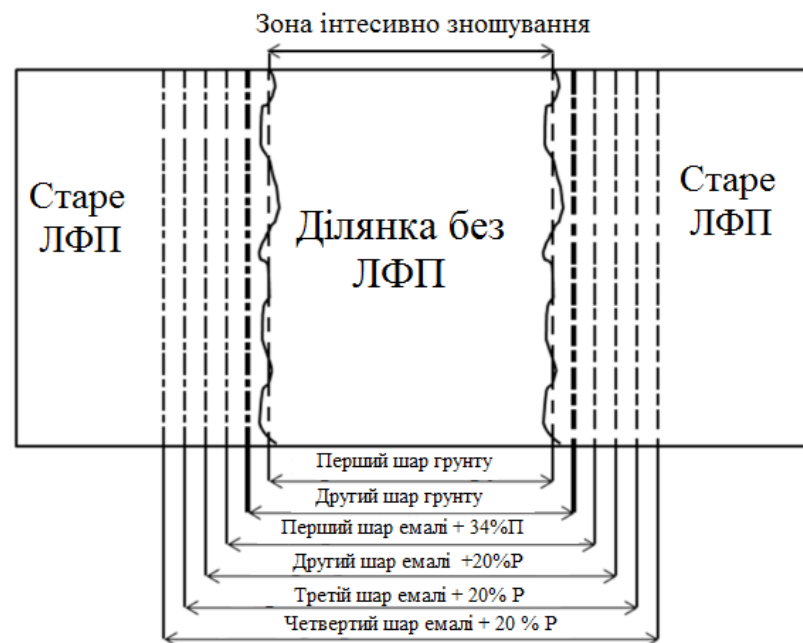 Зона інтесивно зношування
Старе
ЛФП
Ділянка без
ЛФП
Старе
ЛФП
Перший шар грунту
Другий шар грунту
Перший шар емалі + 34%П
Другий шар емалі +20%Р
Третій шар емалі + 20% Р
Четвертий шар емалі + 20 % Р